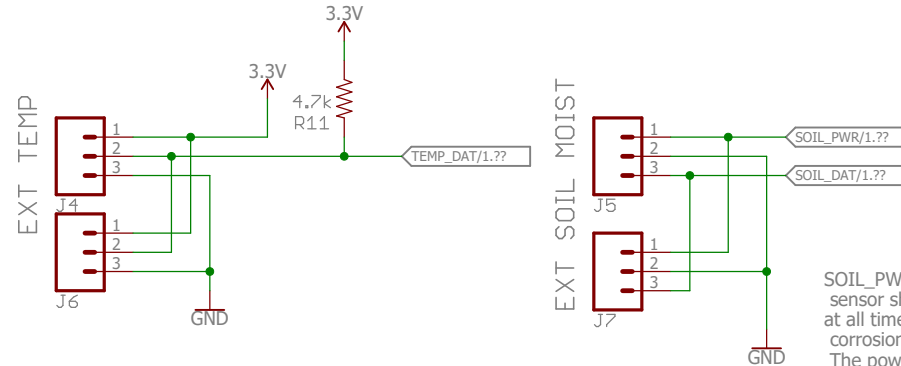 3.3V
3.3V
4.7k
R11
EXT TEMP
1
2
3
J4
1
2
3
J6
GND
TEMP_DAT/1.??
EXT SOIL MOIST
1
2
3
J5
1
2
3
J7
GND
SOIL_PWR/1.??
SOIL_DAT/1.??
SOIL_PW
sensor sl
at all time
corrosion
The pow